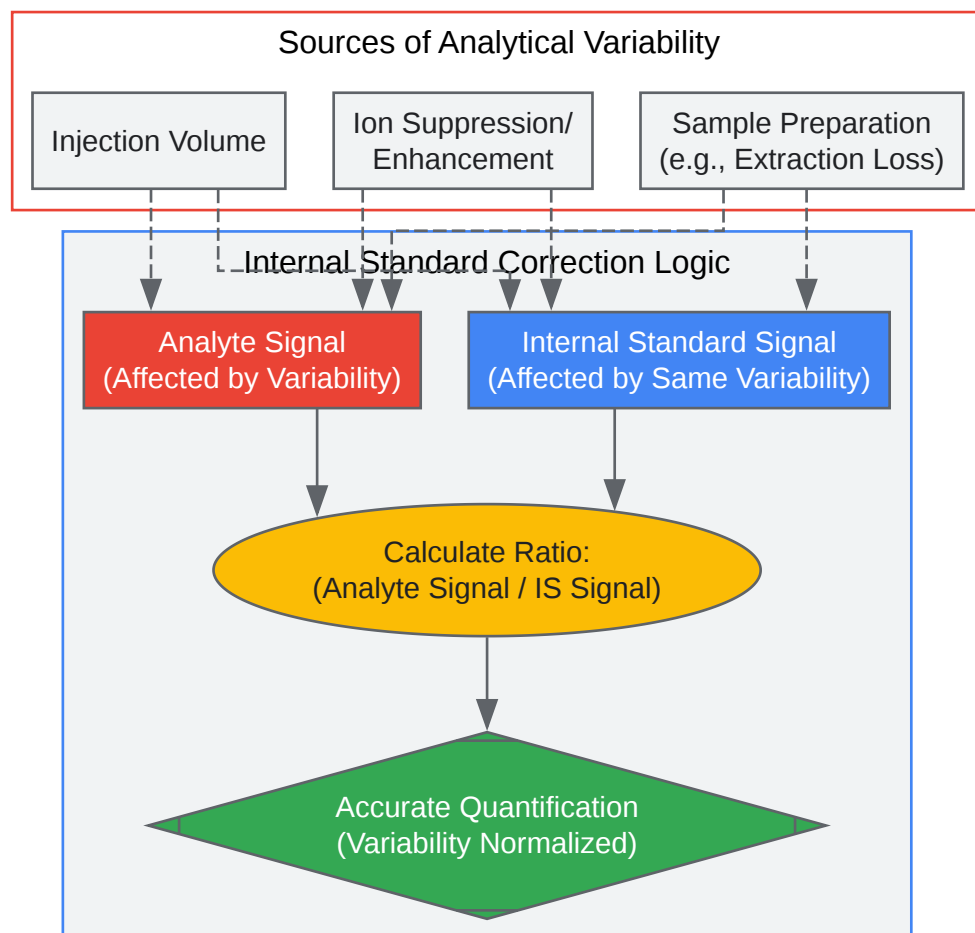 Sources of Analytical Variability
Injection Volume
Ion Suppression/
Enhancement
Sample Preparation
(e.g., Extraction Loss)
Internal Standard Correction Logic
Analyte Signal
(Affected by Variability)
Internal Standard Signal
(Affected by Same Variability)
Calculate Ratio:
(Analyte Signal / IS Signal)
Accurate Quantification
(Variability Normalized)